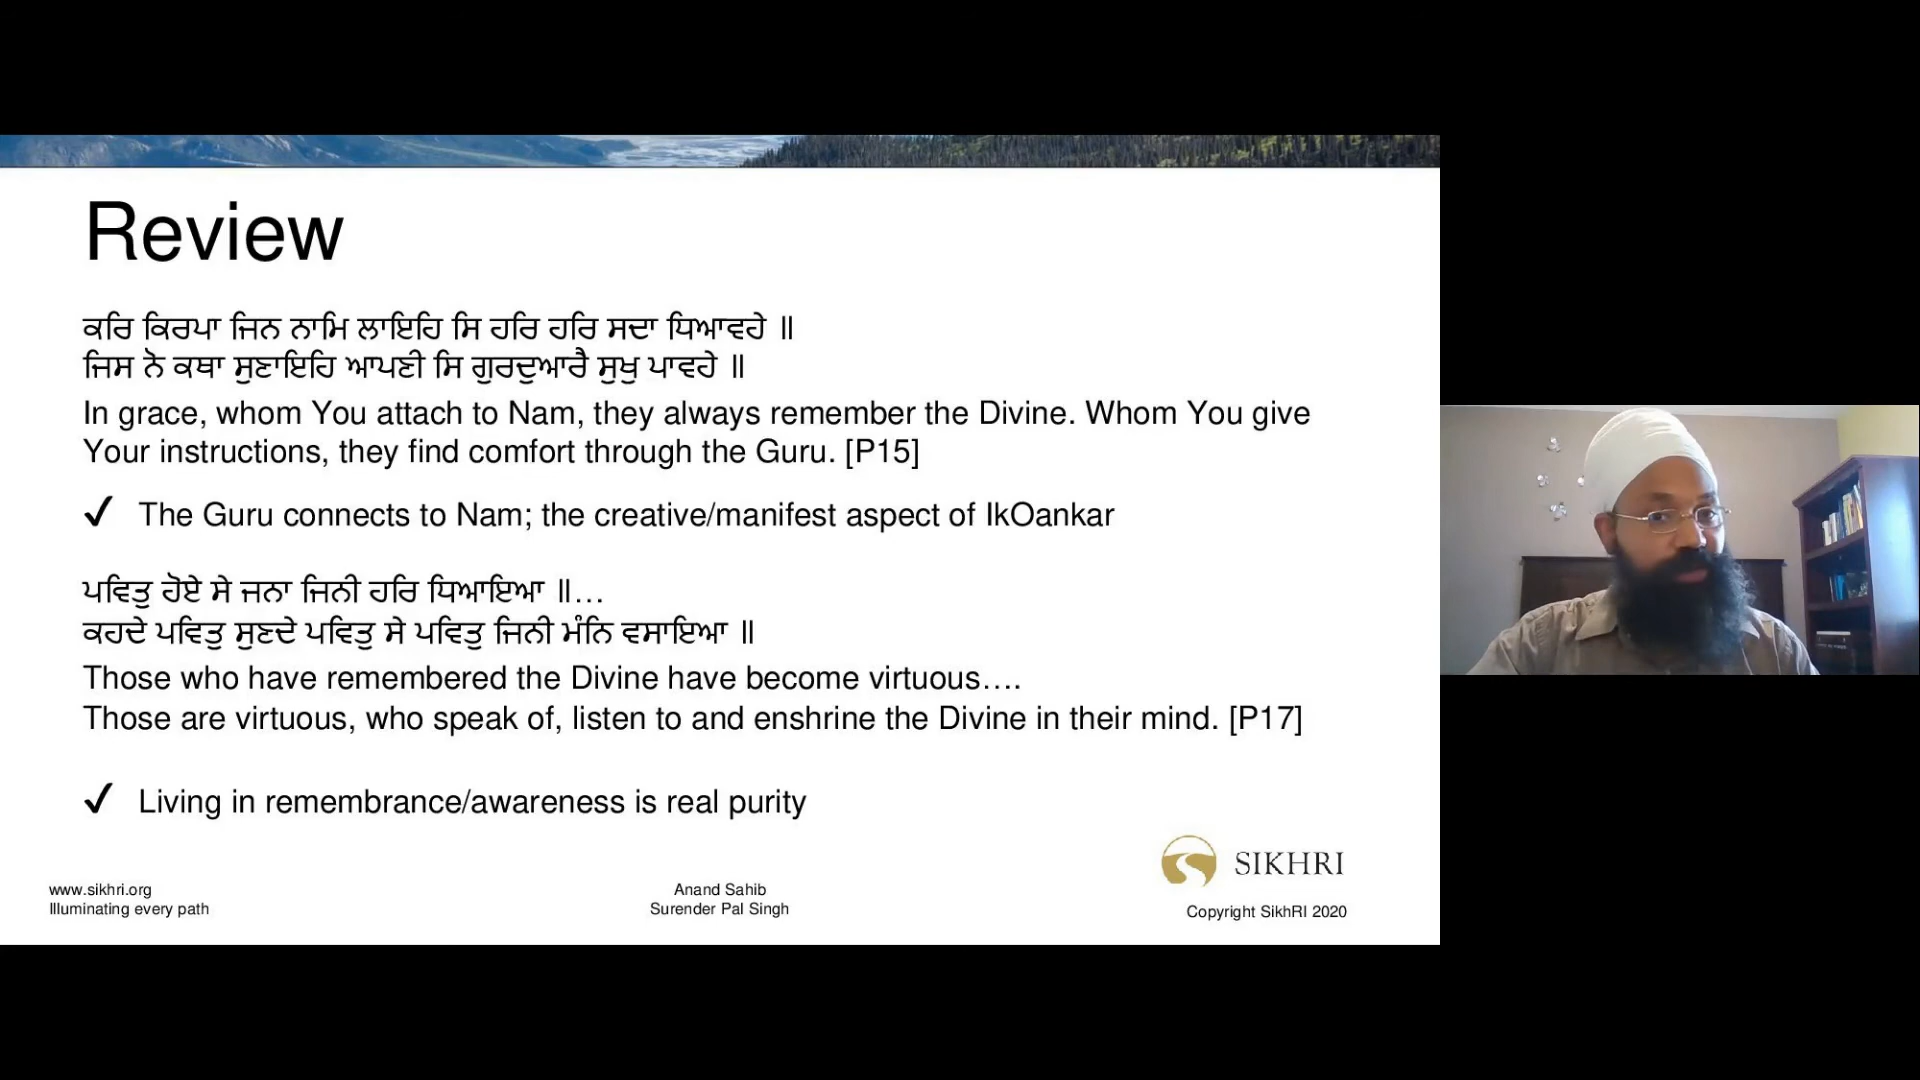 Review
ਕਰਿ ਕਿਰਪਾ ਜਿਨ ਨਾਮਿ ਲਾਇਹਿ ਸਿ ਹਰਿ ਹਰਿ ਸਦਾ ਧਿਆਵਹੇ ॥
ਜਿਸ ਨੋ ਕਥਾ ਸੁਣਾਇਹਿ ਆਪਣੀ ਸਿ ਗੁਰਦੁਆਰੈ ਸੁਖੁ ਪਾਵਹੇ ॥
In grace, whom You attach to Nam, they always remember the Divine. Whom You give
Your instructions, they find comfort through the Guru. [P15]
✓ The Guru connects to Nam; the creative/manifest aspect of IkOankar
ਪਵਿਤੁ ਹੋਏ ਸੇ ਜਨਾ ਜਿਨੀ ਹਰਿ ਧਿਆਇਆ ॥…
ਕਹਦੇ ਪਵਿਤੁ ਸੁਣਦੇ ਪਵਿਤੁ ਸੇ ਪਵਿਤੁ ਜਿਨੀ ਮੰਨਿ ਵਸਾਇਆ ॥
Those who have remembered the Divine have become virtuous….
Those are virtuous, who speak of, listen to and enshrine the Divine in their mind. [P17]
✓ Living in remembrance/awareness is real purity
SIKHRI
www.sikhri.org
Illuminating every path
Anand Sahib
Surender Pal Singh
Copyright SikhRI 2020